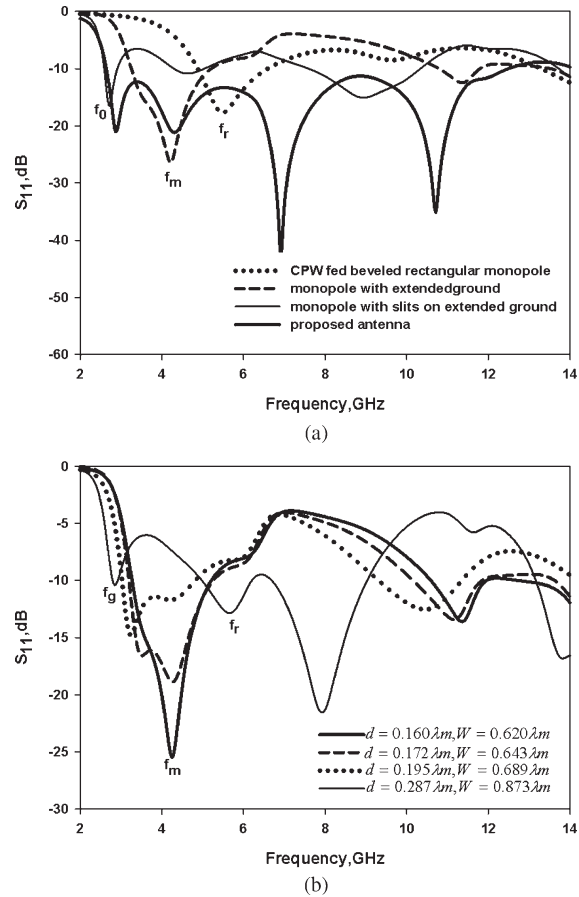 0
-10
-20
-30
-40
-50
-60
S11,dB
f0
fm
fr
CPW fed beveled rectangular monopole
monopole with extendedground
monopole with slits on extended ground
proposed antenna
2 4 6 8 10 12 14
Frequency,GHz
(a)
0
-5
-10
-15
-20
-25
-30
S11,dB
fg
fr
fm
d = 0.160λm,W = 0.620λm
d = 0.172λm,W = 0.643λm
d = 0.195λm,W = 0.689λm
d = 0.287λm,W = 0.873λm
2 4 6 8 10 12 14
Frequency,GHz
(b)